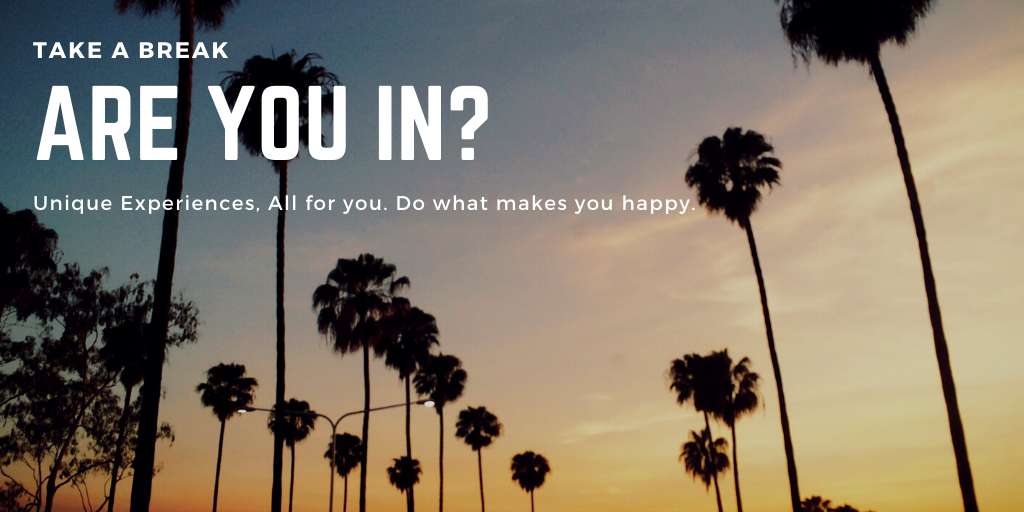 TAKE A BREAK
ARE YOU IN?
Unique Experiences, All for you. Do what makes you happy.